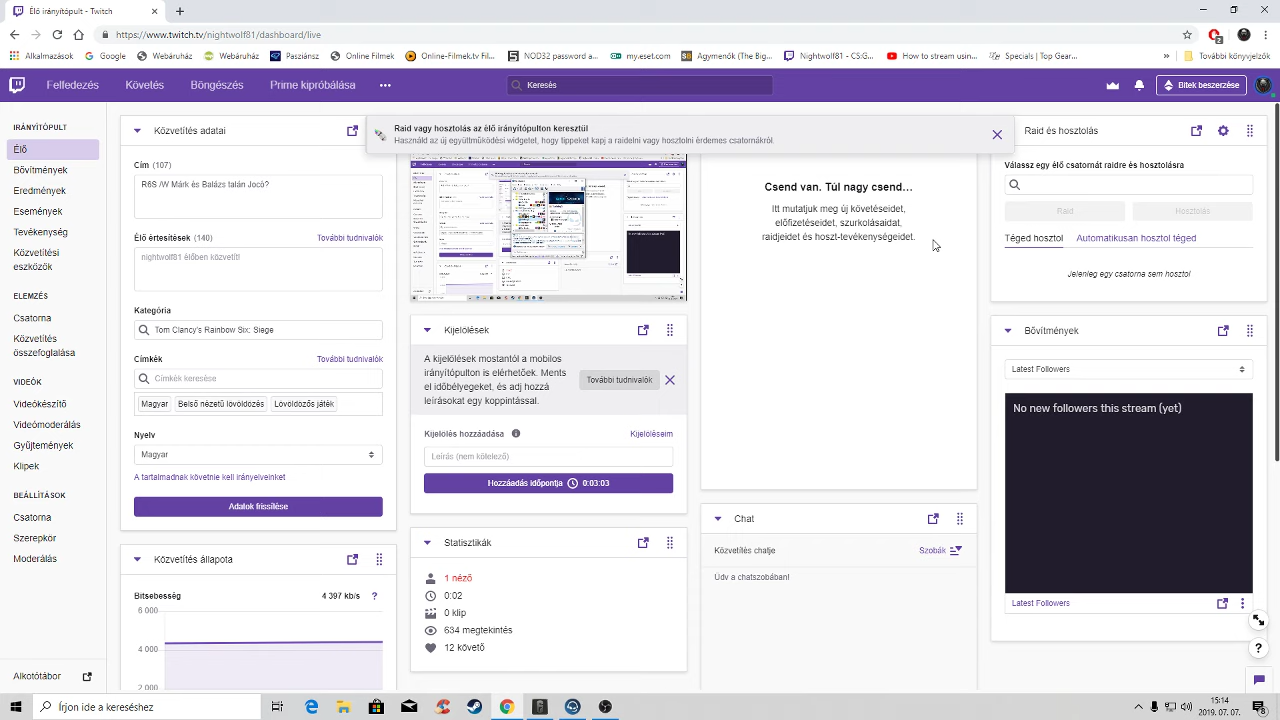 Élő irányítópult - Twitch
https://www.twitch.tv/nightwolf81/dashboard/live
Alkalmazások
Google
Webáruház
Webáruház
Pasziánsz
Online Filmek
Online-filmek.tv Fel...
NOD32 password a...
my.eset.com
Agymenők (The Big...
Nightwolf81 - CS:G...
How to stream usin...
Specials | Top Gam...
További könyvjelzők
Felfedezés
Követés
Böngészés
Prime kipróbálása
Keresés
Bitek beszerzése
IRÁNYÍTÓPULT
Élő
Bővítmények
Eredmények
Események
Tevékenység
Közvetítési
eszközök
ELEMZÉS
Csatorna
Közvetítés
összefoglalása
VIDEÓK
Videókészítő
Videómoderálás
Gyűjtemények
Klipek
BEÁLLÍTÁSOK
Csatorna
Szerepkör
Moderálás
Alkotótábor
Közvetítés adatai
Cím (107)
R6S /W Márk és Balázs talán Jocó?
Élő értesítések (140)
További tudnivalók
nightwolf81 élőben közvetít!
Kategória
Tom Clancy's Rainbow Six: Siege
Címkék
További tudnivalók
Címkék keresése
Magyar
Belső nézetű lövöldözős
Lövöldözős játék
Nyelv
Magyar
A tartalmadnak követnie kell irányelveinket
Adatok frissítése
Közvetítés állapota
Bitsebesség
4 397 kb/s
?
6 000
4 000
2 000
Raid vagy hosztolás az élő irányítópulton keresztül
Használd az új együttműködési widgetet, hogy tippeket kapj a raidelni vagy hosztolni érdemes csatornákról.
Kijelölések
A kijelölések mostantól a mobilos
irányítópulton is elérhetőek. Ments
el időbélyegeket, és adj hozzá
leírásokat egy koppintással.
További tudnivalók
Kijelölés hozzáadása
Kijelöléseim
Leírás (nem kötelező)
Hozzáadás időpontja 0:03:03
Statisztikák
1 néző
0:02
0 klip
634 megtekintés
12 követő
Csend van. Túl nagy csend...
Itt mutatjuk meg új követéseidet,
előfizetéseidet, szurkolásaidat,
raidjeidet és hoszt-tevékenységeidet.
Chat
Közvetítés chatje
Szobák
Üdv a chatszobában!
Raid és hosztolás
Válassz egy élő csatornát raidre a hosztolásra
Raid
Hosztolás
Téged hosztol
Automatikusan hosztol téged
Jelenleg egy csatorna sem hosztol
Bővítmények
Latest Followers
No new followers this stream (yet)
Latest Followers
?
Írjon ide a kereséshez
15:14
2019. 07. 07.